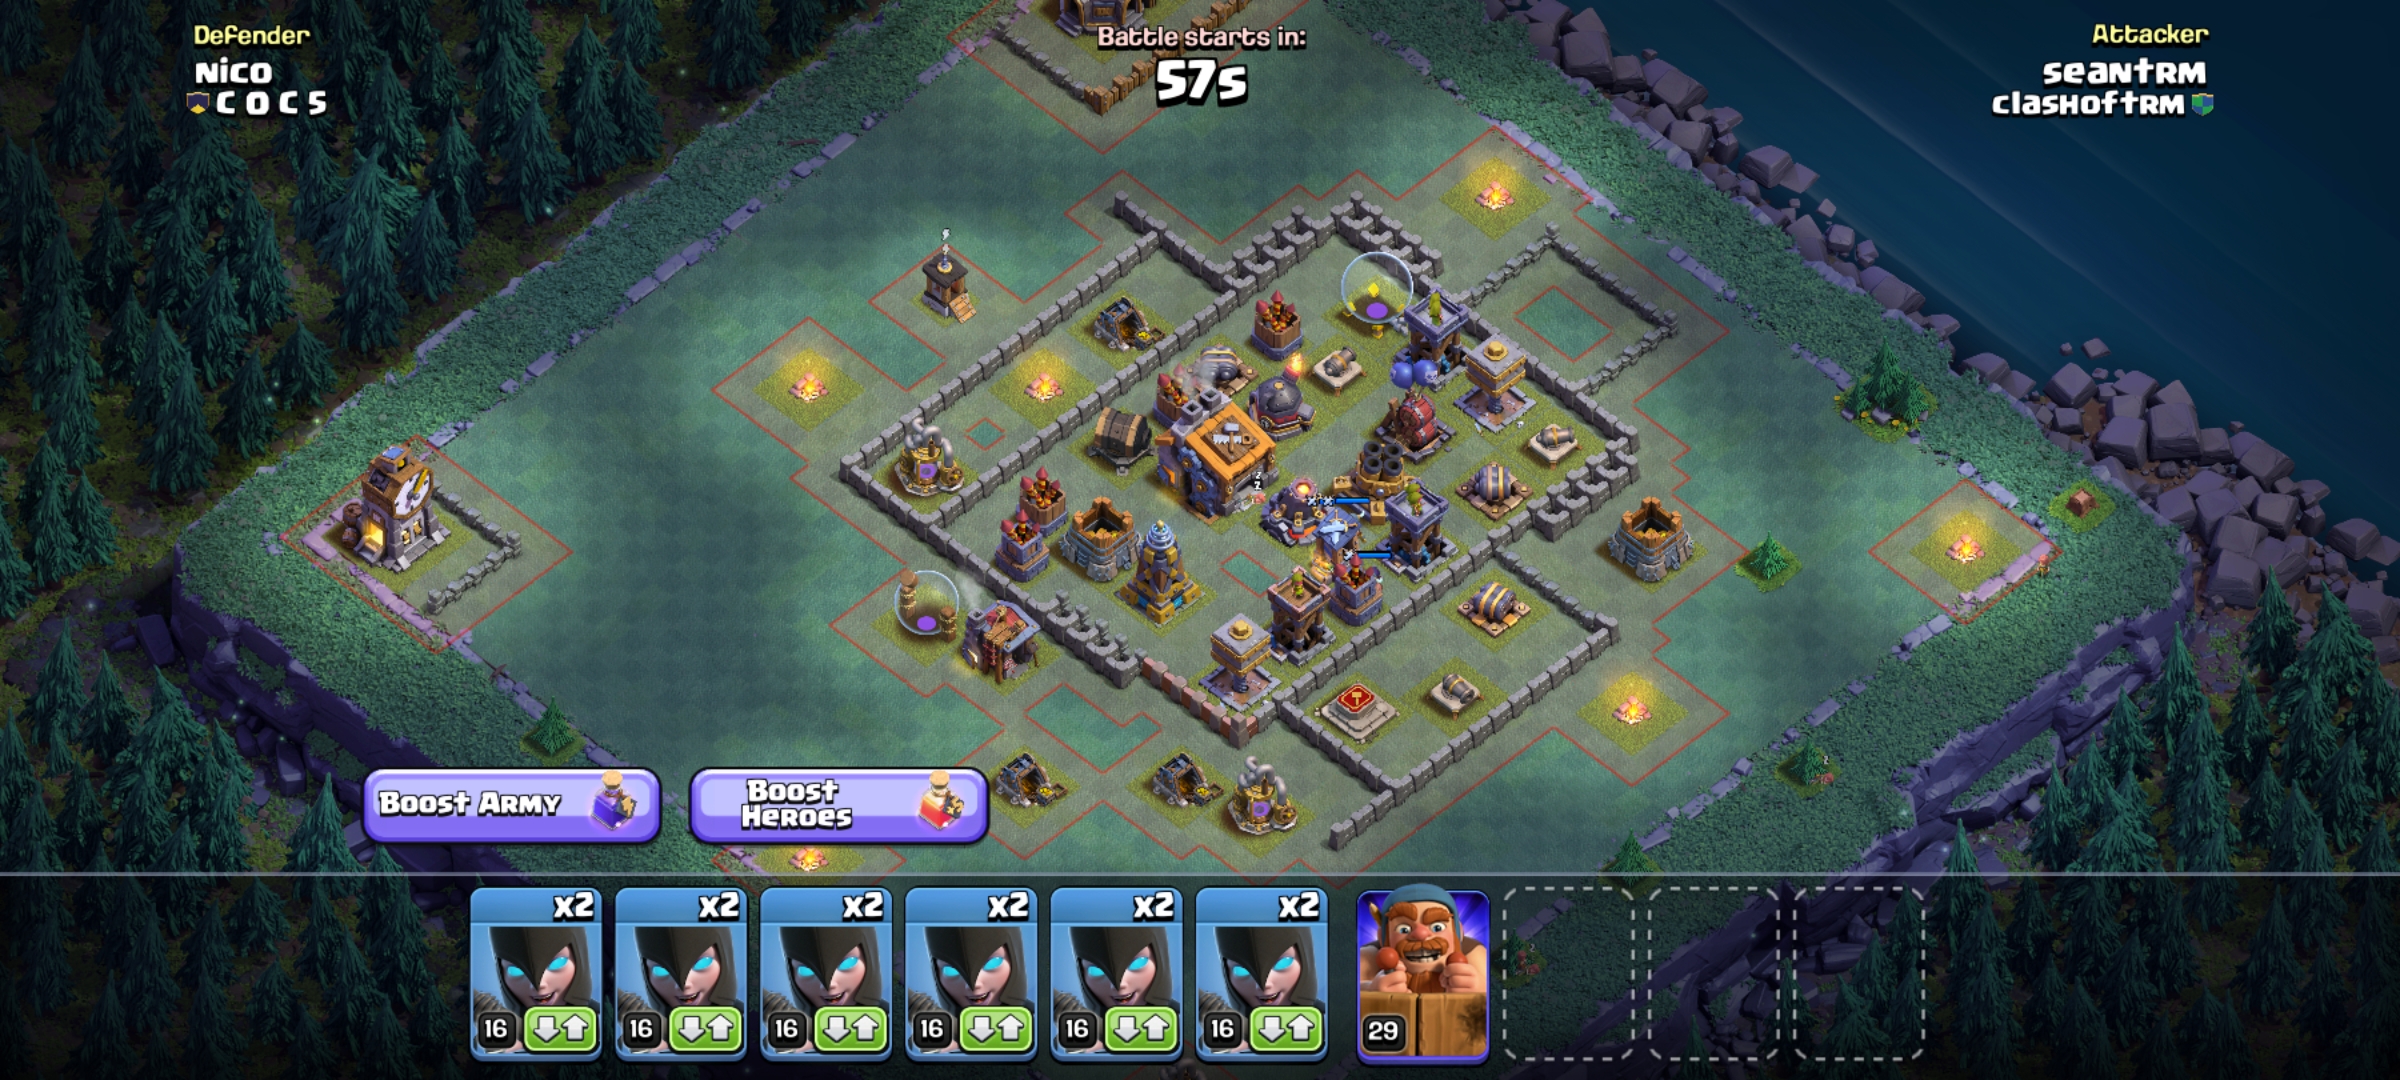 Defender
Nico
C O C 5
Battle starts in:
57s
Attacker
seantRM
clashoftRM
Boost Army
Boost
Heroes
x2
x2
x2
x2
x2
x2
16
16
16
16
16
16
29